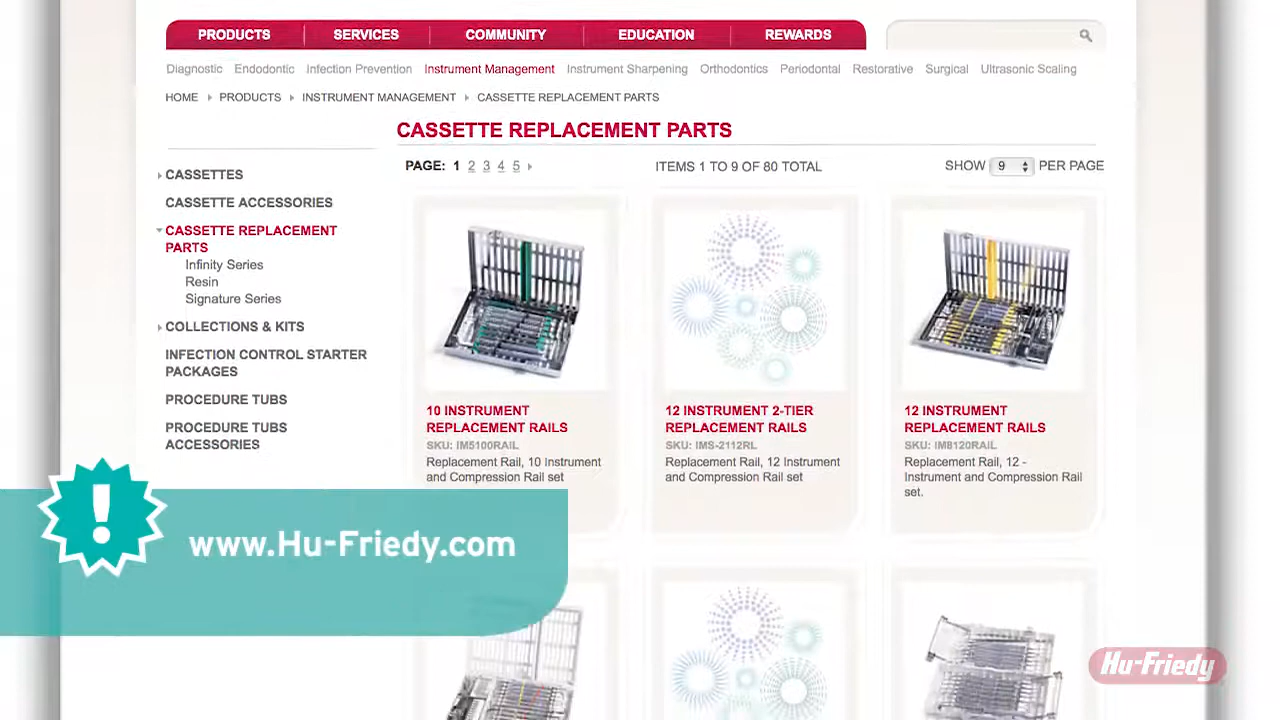 PRODUCTS SERVICES COMMUNITY EDUCATION REWARDS
Diagnostic Endodontic Infection Prevention Instrument Management Instrument Sharpening Orthodontics Periodontal Restorative Surgical Ultrasonic Scaling
HOME PRODUCTS INSTRUMENT MANAGEMENT CASSETTE REPLACEMENT PARTS
CASSETTE REPLACEMENT PARTS
PAGE: 1 2 3 4 5 ITEMS 1 TO 9 OF 80 TOTAL SHOW 9 PER PAGE
CASSETTES
CASSETTE ACCESSORIES
CASSETTE REPLACEMENT
PARTS
Infinity Series
Resin
Signature Series
COLLECTIONS & KITS
INFECTION CONTROL STARTER
PACKAGES
PROCEDURE TUBS
PROCEDURE TUBS
ACCESSORIES
10 INSTRUMENT
REPLACEMENT RAILS
SKU: IM5100RAIL
Replacement Rail, 10 Instrument
and Compression Rail set
12 INSTRUMENT 2-TIER
REPLACEMENT RAILS
SKU: IMS-2112RL
Replacement Rail, 12 Instrument
and Compression Rail set
12 INSTRUMENT
REPLACEMENT RAILS
SKU: IM8120RAIL
Replacement Rail, 12 -
Instrument and Compression Rail
set.
!
www.Hu-Friedy.com
Hu-Friedy